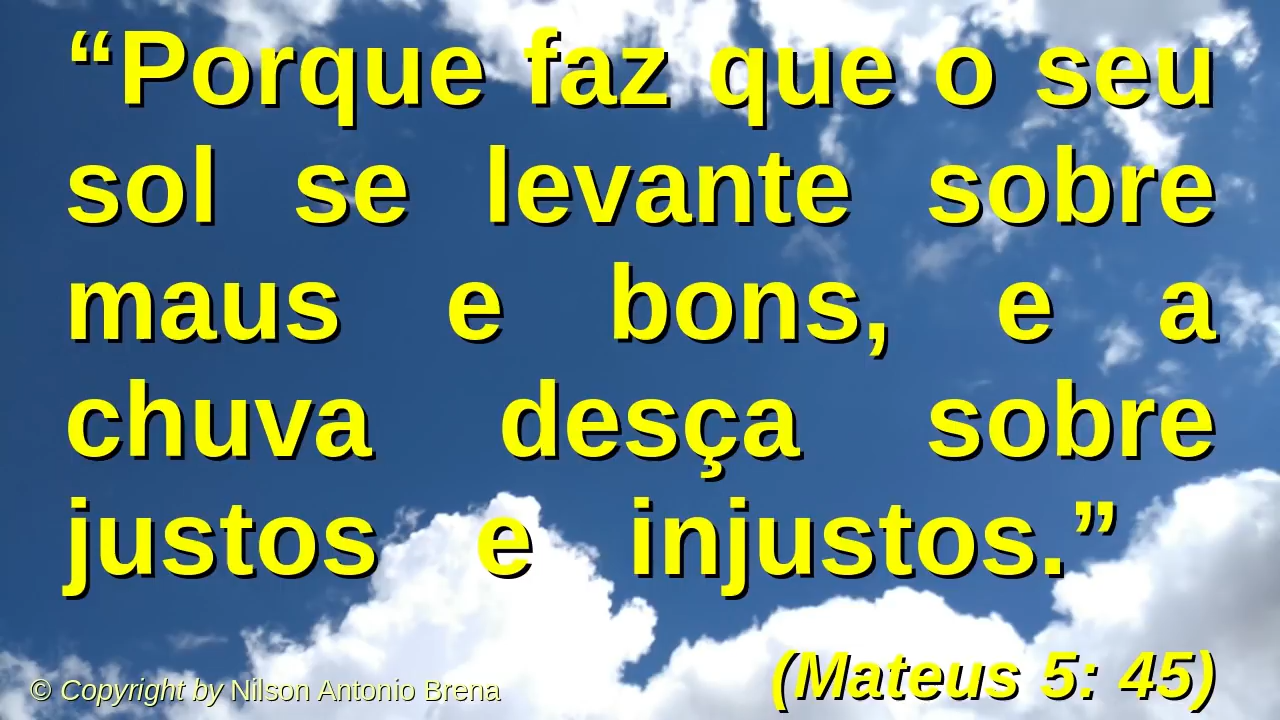 “Porque faz que o seu
sol se levante sobre
maus e bons, e a
chuva desça sobre
justos e injustos.”
(Mateus 5: 45)
© Copyright by Nilson Antonio Brena